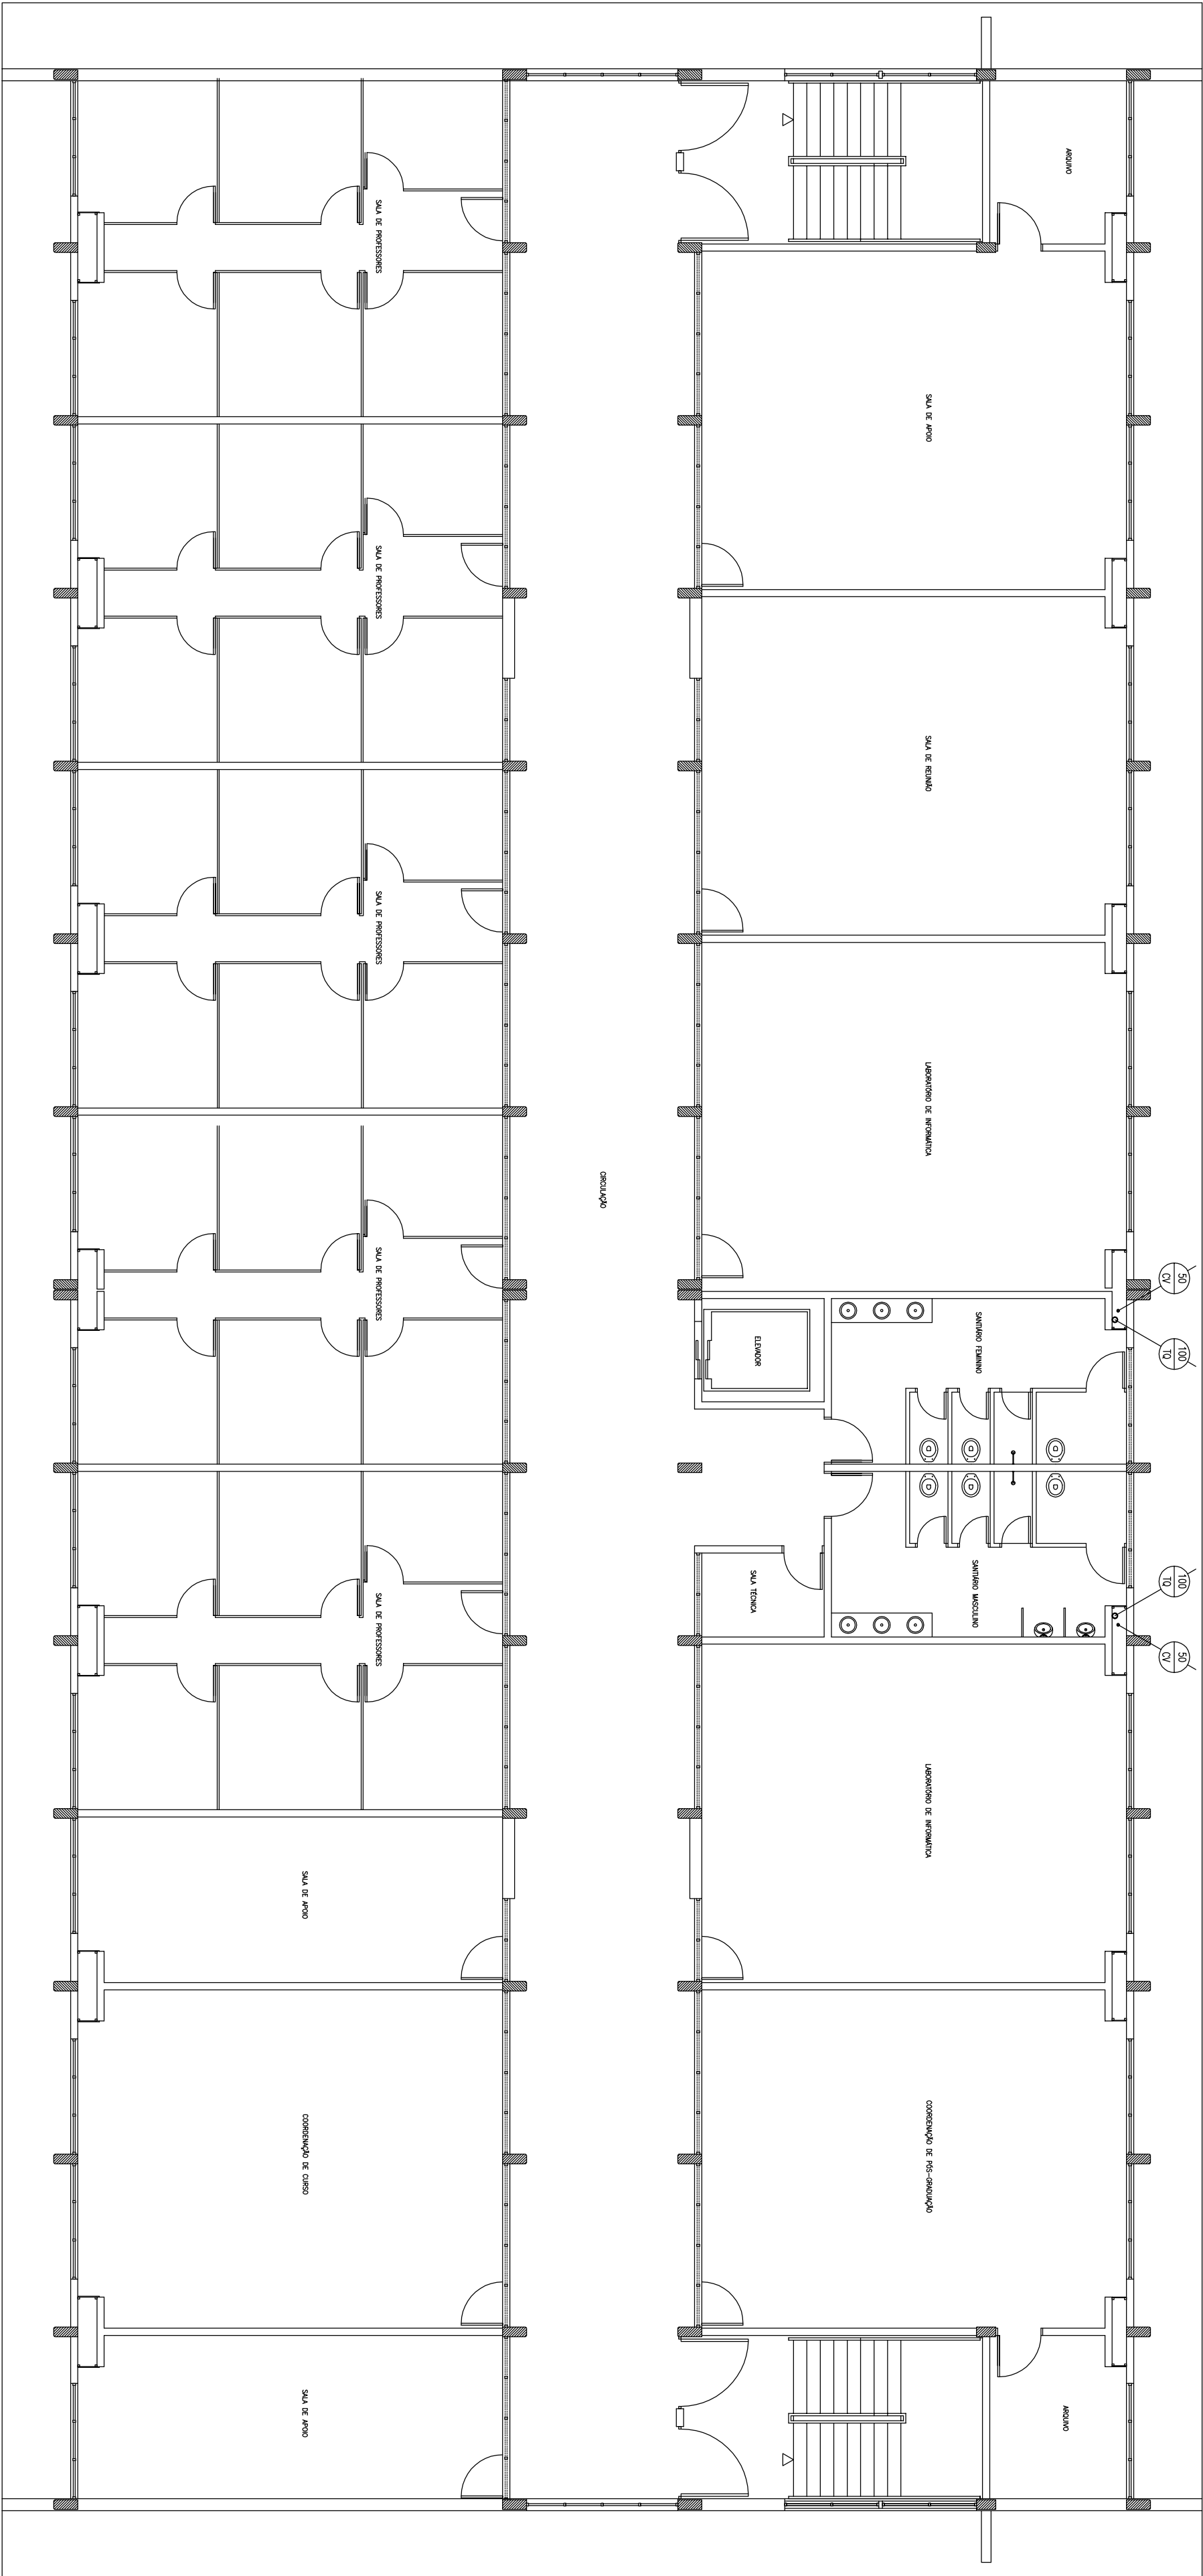 ARQUIVO
SALA DE PROFESSORES
SALA DE APOIO
SALA DE PROFESSORES
SALA DE REUNIÃO
SALA DE PROFESSORES
LABORATÓRIO DE INFORMÁTICA
CIRCULAÇÃO
SALA DE PROFESSORES
50
CV
100
TQ
ELEVADOR
SANITÁRIO FEMININO
SALA TÉCNICA
SANITÁRIO MASCULINO
100
TQ
50
CV
SALA DE PROFESSORES
LABORATÓRIO DE INFORMÁTICA
SALA DE APOIO
COORDENAÇÃO DE CURSO
COORDENAÇÃO DE PÓS-GRADUAÇÃO
SALA DE APOIO
ARQUIVO